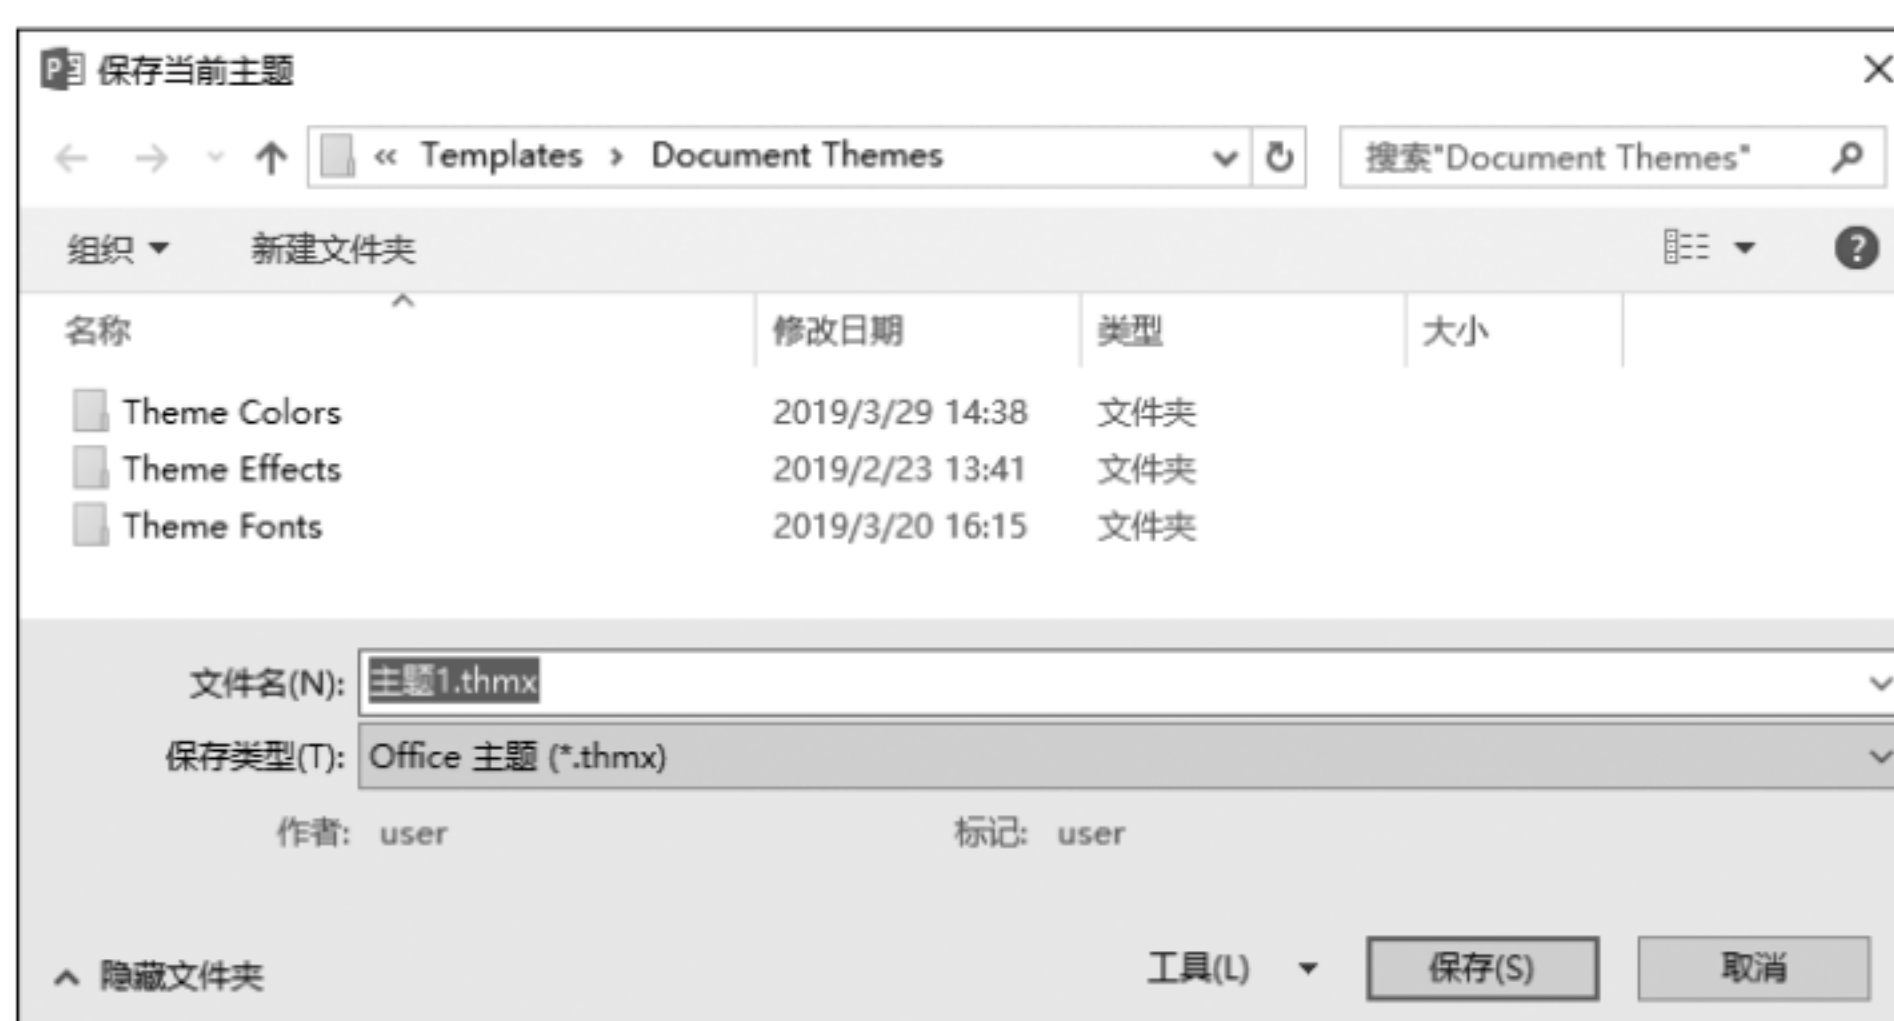 保存当前主题
« Templates > Document Themes 搜索"Document Themes"
组织 新建文件夹
名称 修改日期 类型 大小
Theme Colors 2019/3/29 14:38 文件夹
Theme Effects 2019/2/23 13:41 文件夹
Theme Fonts 2019/3/20 16:15 文件夹
文件名(N): 主题1.thmx
保存类型(T): Office 主题 (*.thmx)
作者: user 标记: user
隐藏文件夹 工具(L) 保存(S) 取消